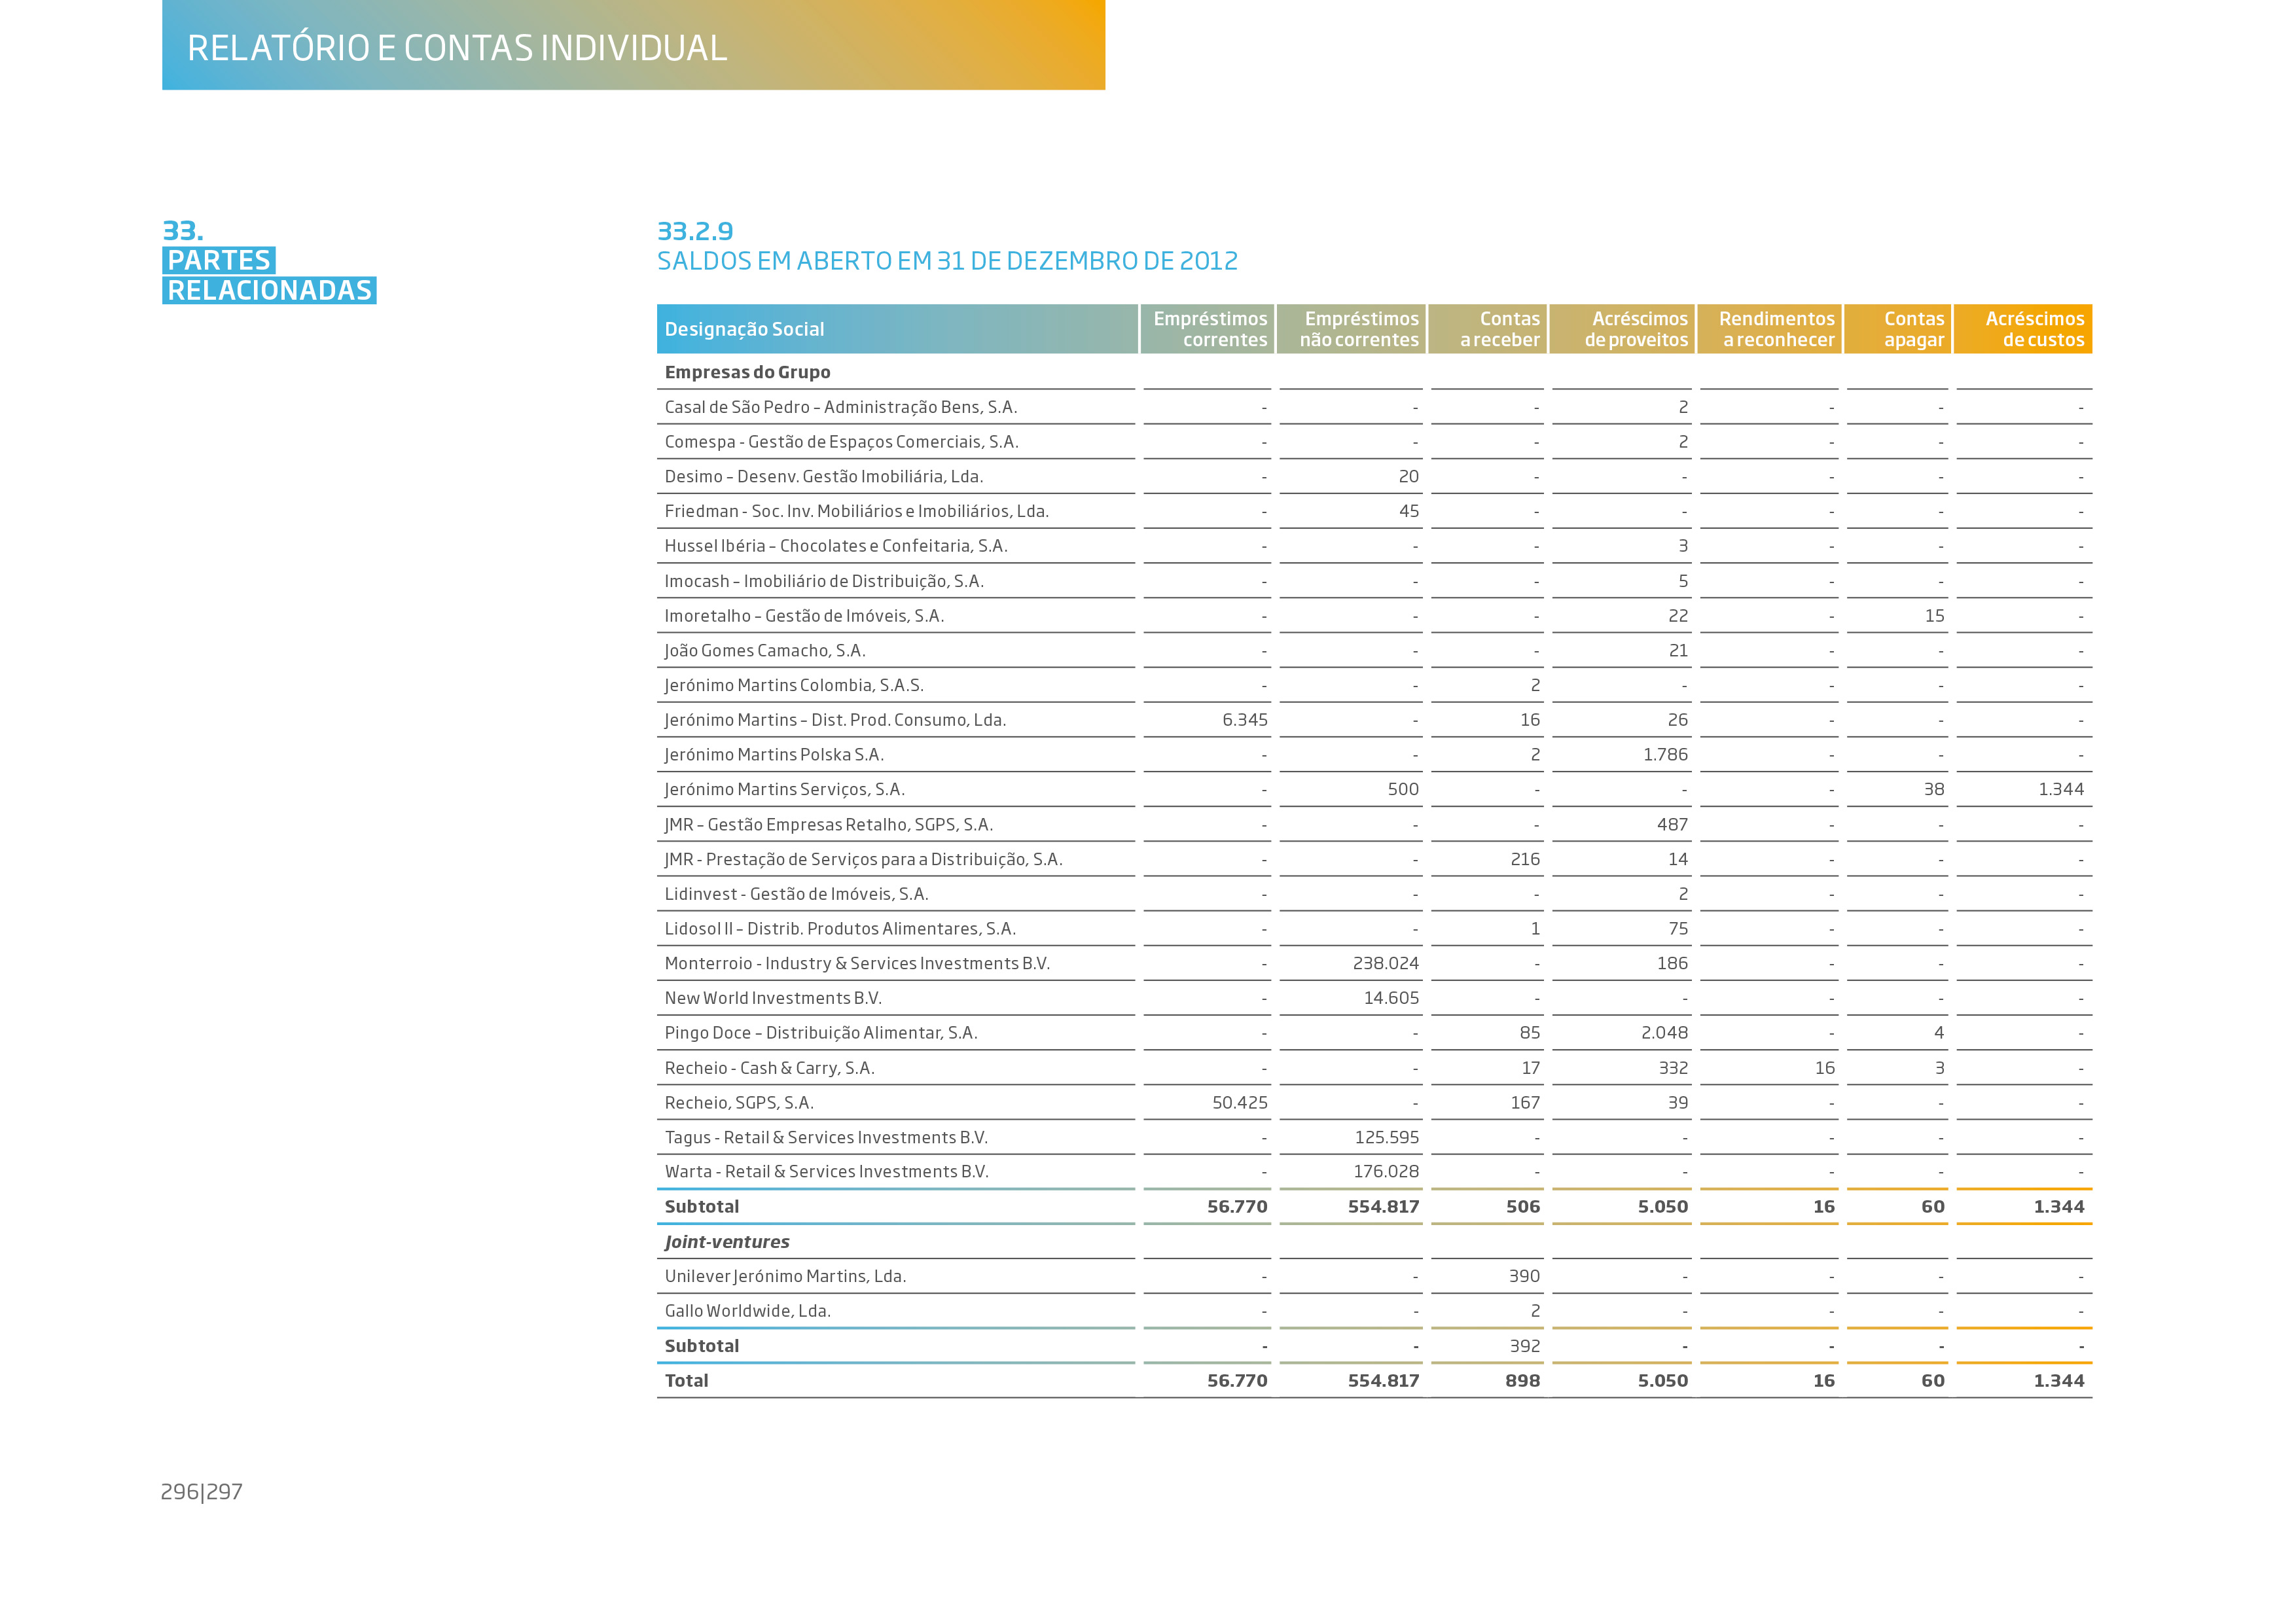 RELATÓRIO E CONTAS INDIVIDUAL
33.
PARTES
RELACIONADAS
33.2.9
SALDOS EM ABERTO EM 31 DE DEZEMBRO DE 2012
Designação Social Empréstimos correntes Empréstimos não correntes Contas a receber Acréscimos de proveitos Rendimentos a reconhecer Contas apagar Acréscimos de custos
Empresas do Grupo
Casal de São Pedro – Administração Bens, S.A. - - - 2 - - -
Comespa - Gestão de Espaços Comerciais, S.A. - - - 2 - - -
Desimo – Desenv. Gestão Imobiliária, Lda. - 20 - - - - -
Friedman - Soc. Inv. Mobiliários e Imobiliários, Lda. - 45 - - - - -
Hussel Ibéria – Chocolates e Confeitaria, S.A. - - - 3 - - -
Imocash – Imobiliário de Distribuição, S.A. - - - 5 - - -
Imoretalho – Gestão de Imóveis, S.A. - - - 22 - 15 -
João Gomes Camacho, S.A. - - - 21 - - -
Jerónimo Martins Colombia, S.A.S. - - 2 - - - -
Jerónimo Martins – Dist. Prod. Consumo, Lda. 6.345 - 16 26 - - -
Jerónimo Martins Polska S.A. - - 2 1.786 - - -
Jerónimo Martins Serviços, S.A. - 500 - - - 38 1.344
JMR – Gestão Empresas Retalho, SGPS, S.A. - - - 487 - - -
JMR - Prestação de Serviços para a Distribuição, S.A. - - 216 14 - - -
Lidinvest - Gestão de Imóveis, S.A. - - - 2 - - -
Lidosol II – Distrib. Produtos Alimentares, S.A. - - 1 75 - - -
Monterroio - Industry & Services Investments B.V. - 238.024 - 186 - - -
New World Investments B.V. - 14.605 - - - - -
Pingo Doce – Distribuição Alimentar, S.A. - - 85 2.048 - 4 -
Recheio - Cash & Carry, S.A. - - 17 332 16 3 -
Recheio, SGPS, S.A. 50.425 - 167 39 - - -
Tagus - Retail & Services Investments B.V. - 125.595 - - - - -
Warta - Retail & Services Investments B.V. - 176.028 - - - - -
Subtotal 56.770 554.817 506 5.050 16 60 1.344
Joint-ventures
Unilever Jerónimo Martins, Lda. - - 390 - - - -
Gallo Worldwide, Lda. - - 2 - - - -
Subtotal - - 392 - - - -
Total 56.770 554.817 898 5.050 16 60 1.344
296|297